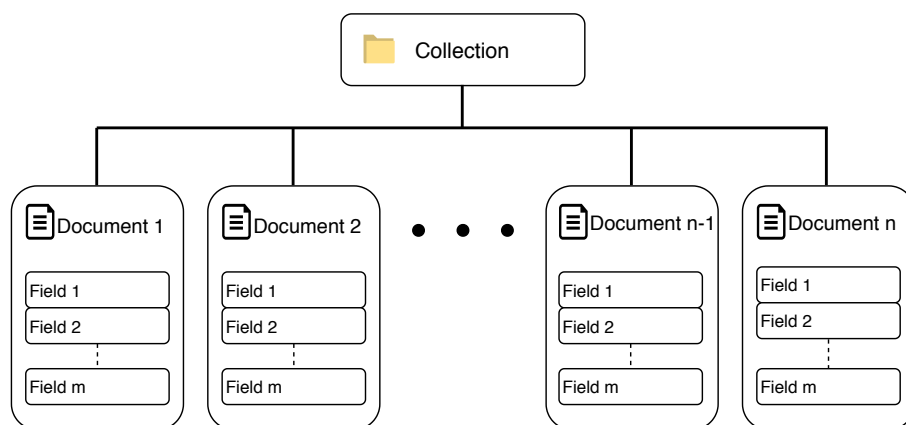 Collection
Document 1
Field 1
Field 2
Field m
Document 2
Field 1
Field 2
Field m
Document n-1
Field 1
Field 2
Field m
Document n
Field 1
Field 2
Field m